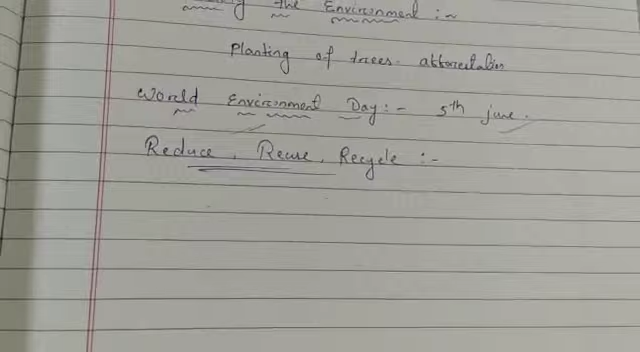 the Environment :~
Planting of trees. afforestation
World Environment Day :- 5th june.
Reduce, Reuse, Recycle :-